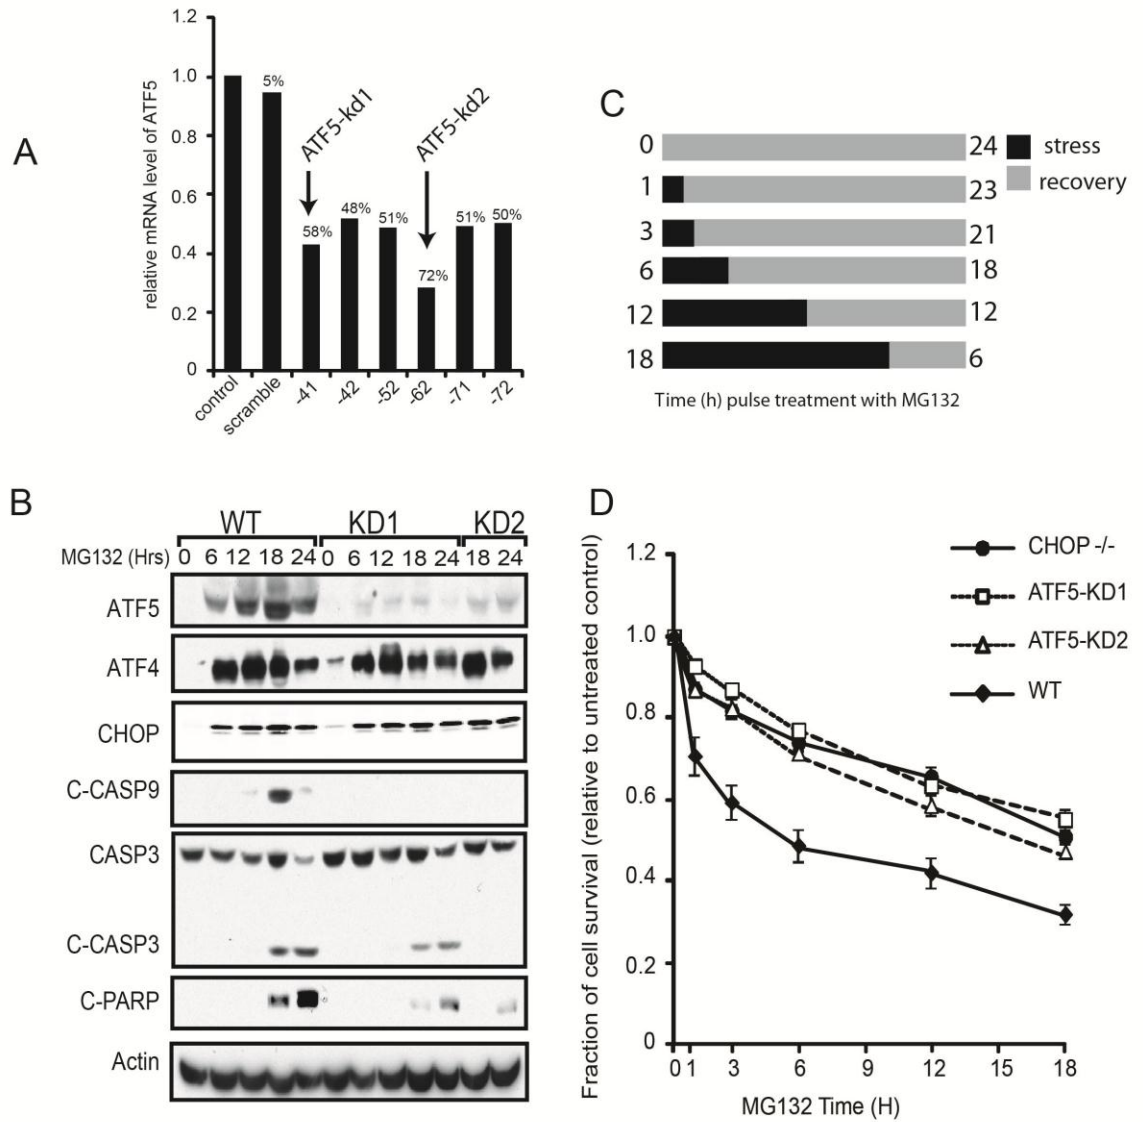 A
relative mRNA level of ATF5
1.2
1.0
0.8
0.6
0.4
0.2
0
5%
58%
48%
51%
72%
51%
50%
ATF5-kd1
ATF5-kd2
control
scramble
-41
-42
-52
-62
-71
-72
C
0 24
1 23
3 21
6 18
12 12
18 6
stress
recovery
Time (h) pulse treatment with MG132
B
WT KD1 KD2
MG132 (Hrs) 0 6 12 18 24 0 6 12 18 24 18 24
ATF5
ATF4
CHOP
C-CASP9
CASP3
C-CASP3
C-PARP
Actin
D
Fraction of cell survival (relative to untreated control)
1.2
1.0
0.8
0.6
0.4
0.2
0
0 1 3 6 9 12 15 18
MG132 Time (H)
CHOP -/-
ATF5-KD1
ATF5-KD2
WT